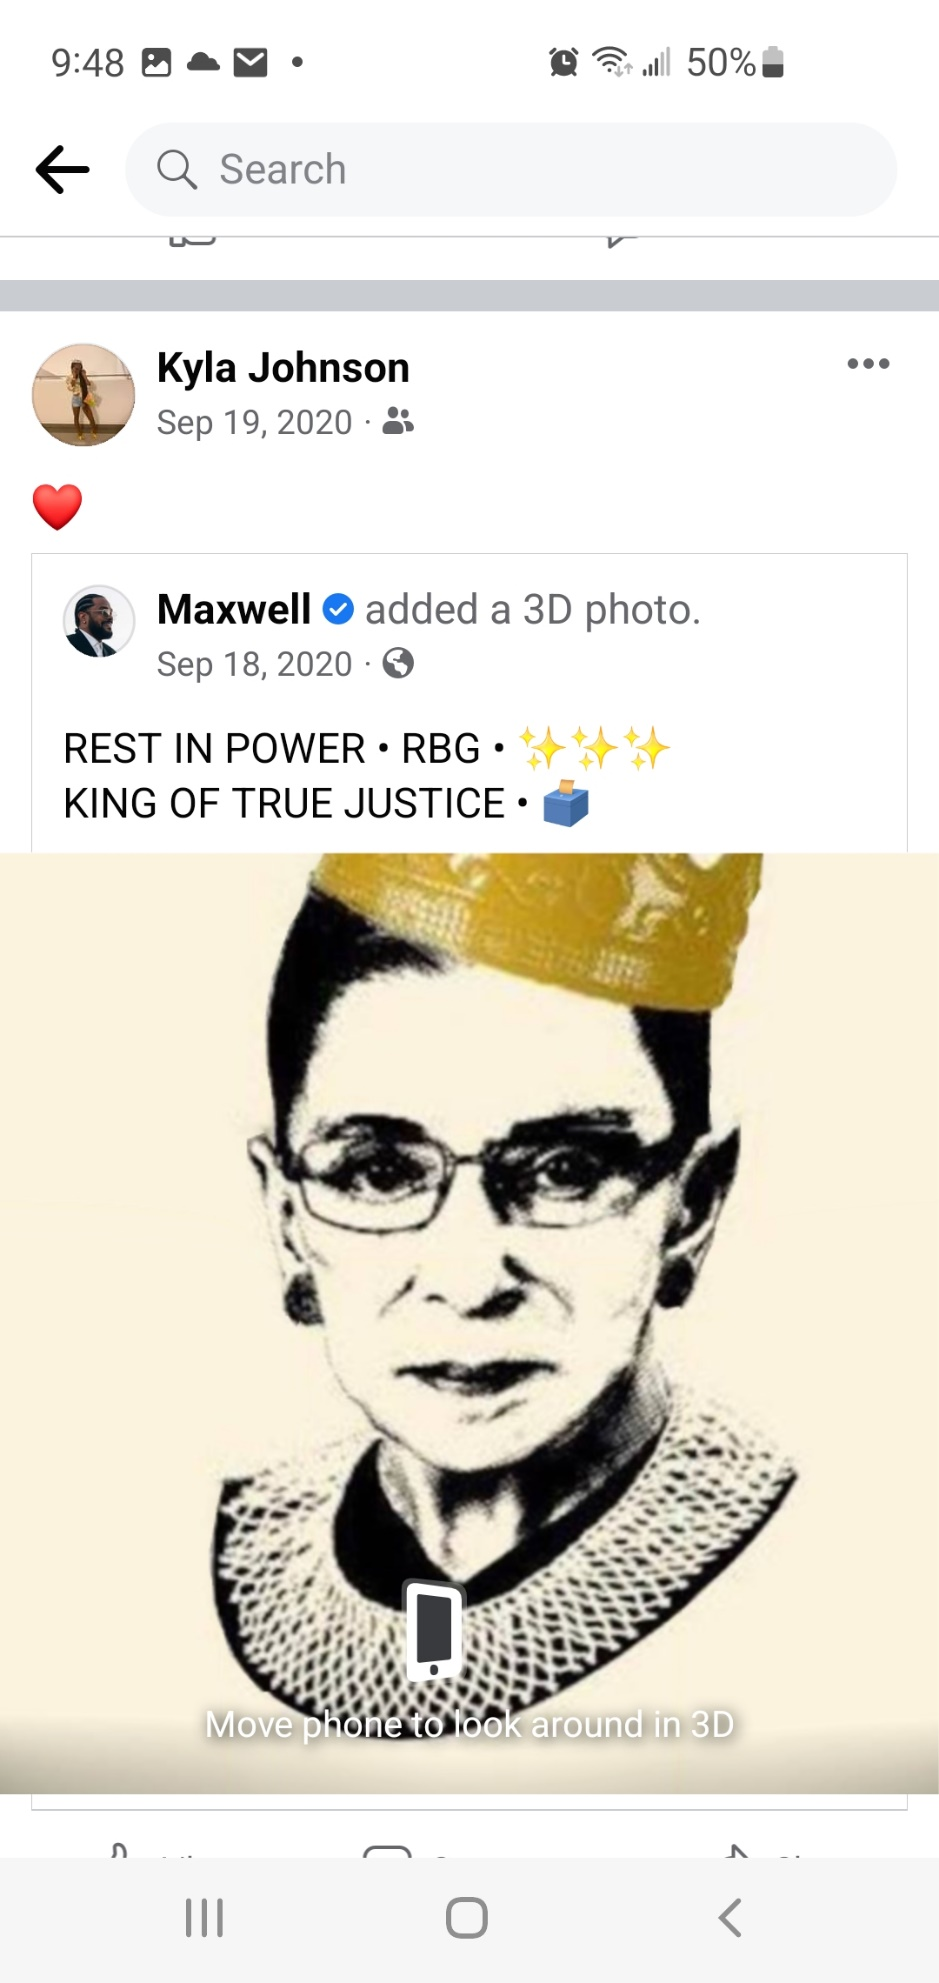 9:48
50%
Search
Kyla Johnson
Sep 19, 2020 ·
❤️
Maxwell added a 3D photo.
Sep 18, 2020 ·
REST IN POWER • RBG • ✨✨✨
KING OF TRUE JUSTICE • 🗳️
Move phone to look around in 3D